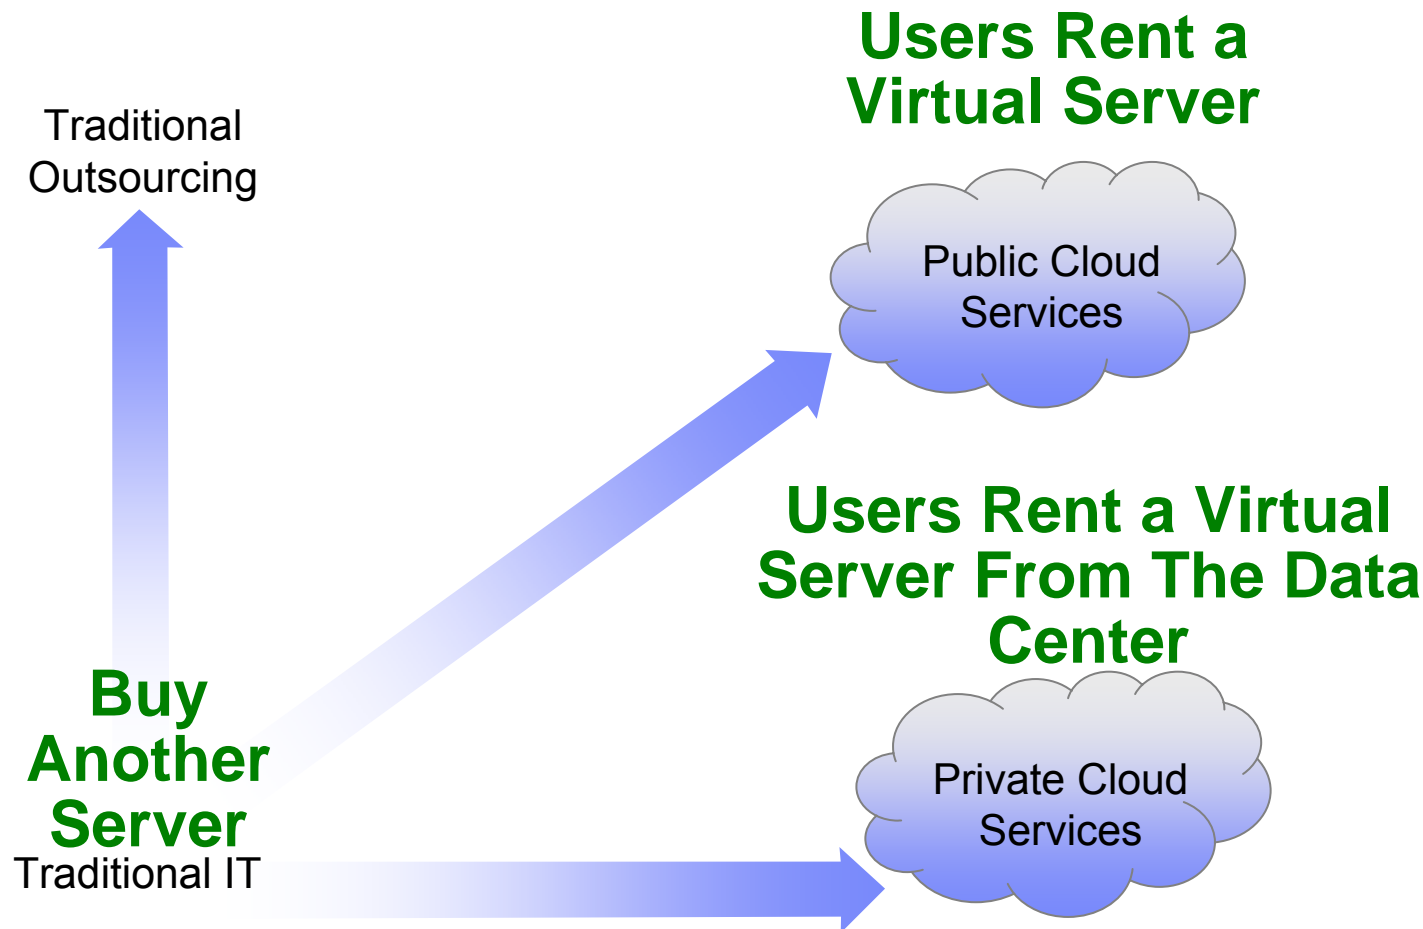 Users Rent a
Virtual Server
Traditional
Outsourcing
Public Cloud
Services
Users Rent a Virtual
Server From The Data
Center
Buy
Another
Server
Traditional IT
Private Cloud
Services